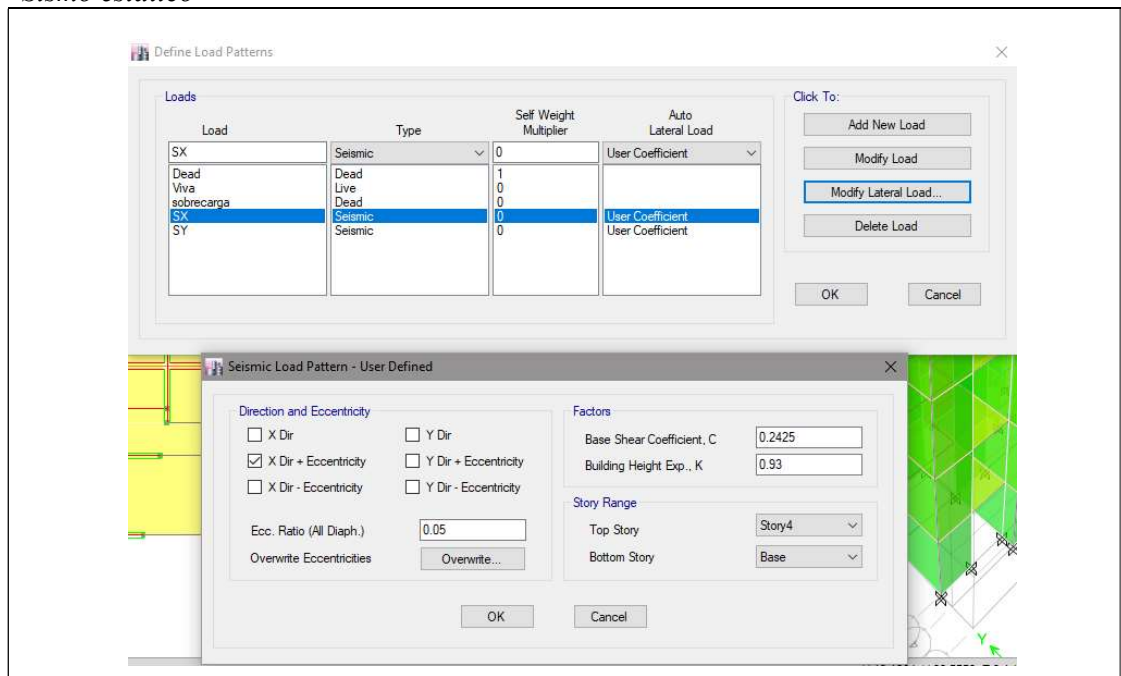 Define Load Patterns
Loads
Click To:
Load Type Self Weight Multiplier Auto Lateral Load
SX Seismic 0 User Coefficient
Dead Dead 1
Viva Live 0
sobrecarga Dead 0
SX Seismic 0 User Coefficient
SY Seismic 0 User Coefficient
Add New Load
Modify Load
Modify Lateral Load...
Delete Load
OK Cancel
Seismic Load Pattern - User Defined
Direction and Eccentricity
X Dir Y Dir
X Dir + Eccentricity Y Dir + Eccentricity
X Dir - Eccentricity Y Dir - Eccentricity
Ecc. Ratio (All Diaph.) 0.05
Overwrite Eccentricities Overwrite...
Factors
Base Shear Coefficient, C 0.2425
Building Height Exp., K 0.93
Story Range
Top Story Story4
Bottom Story Base
OK Cancel
Y